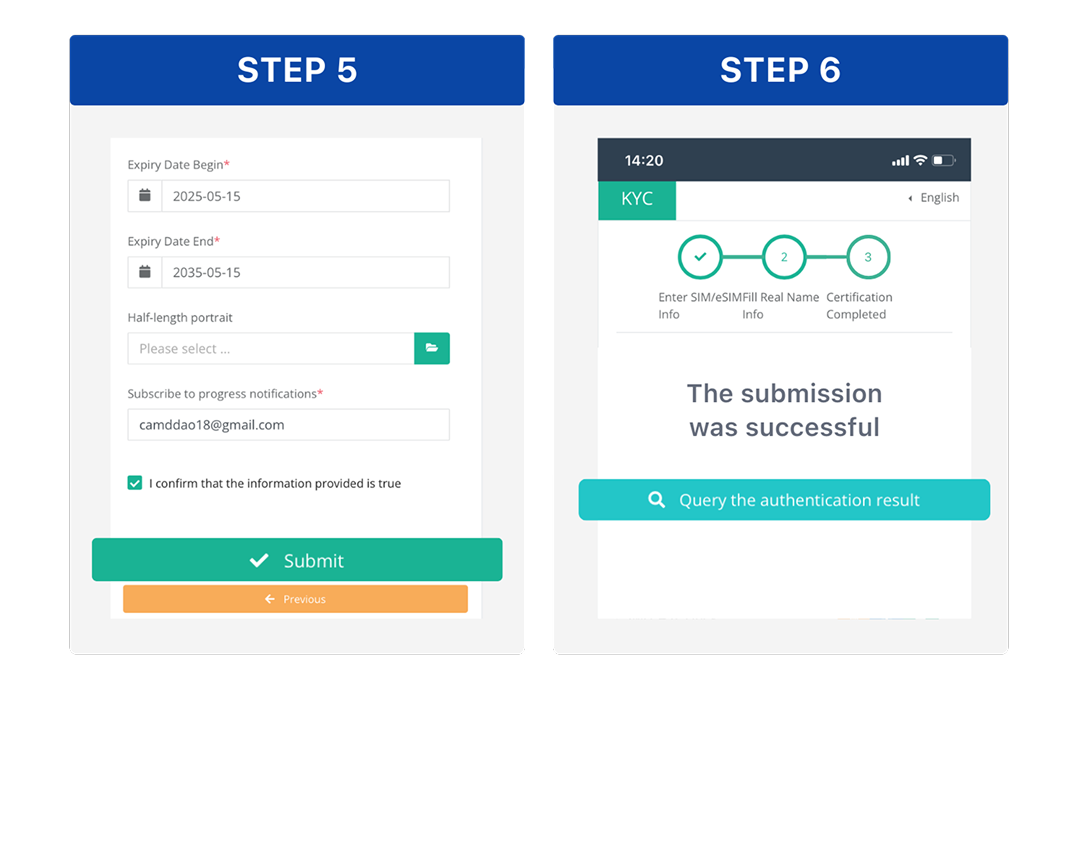 STEP 5
Expiry Date Begin*
2025-05-15
Expiry Date End*
2035-05-15
Half-length portrait
Please select ...
Subscribe to progress notifications*
camddao18@gmail.com
I confirm that the information provided is true
Submit
Previous
STEP 6
14:20
KYC
English
2
3
Enter SIM/eSIM
Info
Fill Real Name
Info
Certification
Completed
The submission
was successful
Query the authentication result